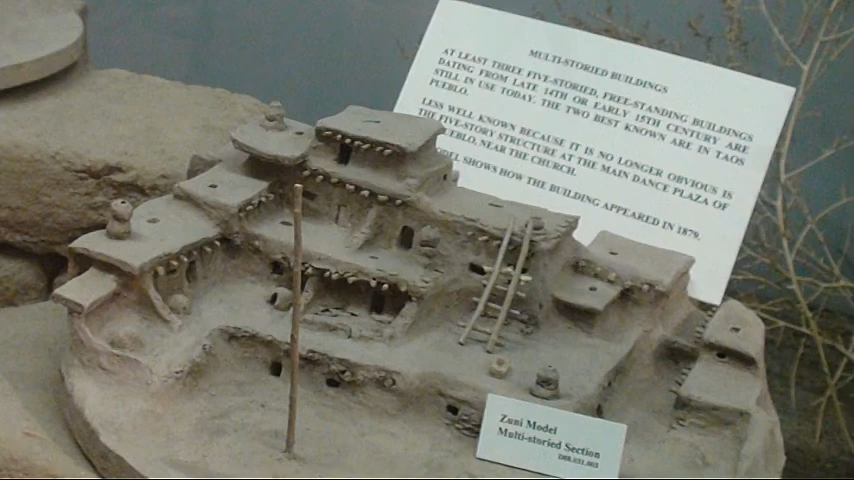 MULTI-STORIED BUILDINGS
AT LEAST THREE FIVE-STORIED, FREE-STANDING BUILDINGS
DATING FROM LATE 14TH OR EARLY 15TH CENTURY ARE
STILL IN USE TODAY. THE TWO BEST KNOWN ARE IN TAOS
PUEBLO.
LESS WELL KNOWN BECAUSE IT IS NO LONGER OBVIOUS IS
THE FIVE-STORY STRUCTURE AT THE MAIN DANCE PLAZA OF
PUEBLO, NEAR THE CHURCH.
SHOWS HOW THE BUILDING APPEARED IN 1879.
Zuni Model
Multi-storied Section